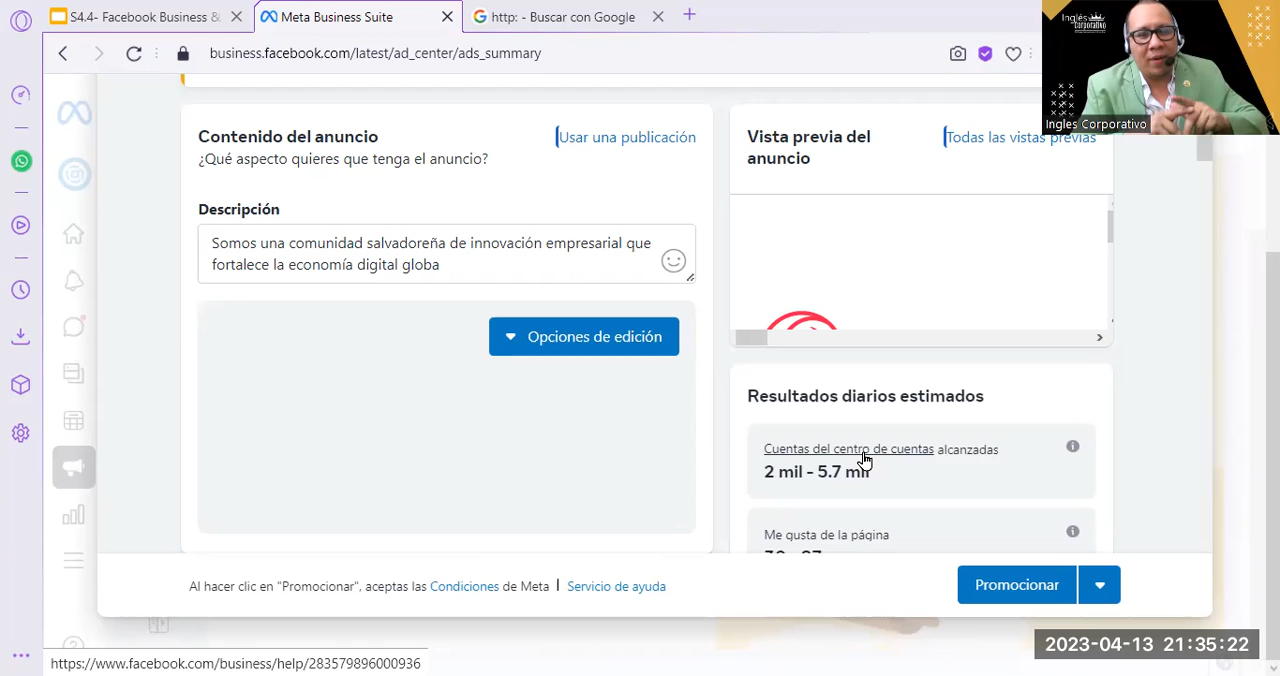 S4.4- Facebook Business &
Meta Business Suite
http: - Buscar con Google
business.facebook.com/latest/ad_center/ads_summary
Inglés
Corporativo
Ingles Corporativo
Contenido del anuncio
Usar una publicación
¿Qué aspecto quieres que tenga el anuncio?
Descripción
Somos una comunidad salvadoreña de innovación empresarial que
fortalece la economía digital globa
Opciones de edición
Vista previa del
anuncio
Todas las vistas previas
Resultados diarios estimados
Cuentas del centro de cuentas alcanzadas
2 mil - 5.7 mil
Me gusta de la página
Al hacer clic en "Promocionar", aceptas las Condiciones de Meta | Servicio de ayuda
Promocionar
2023-04-13 21:35:22
https://www.facebook.com/business/help/283579896000936